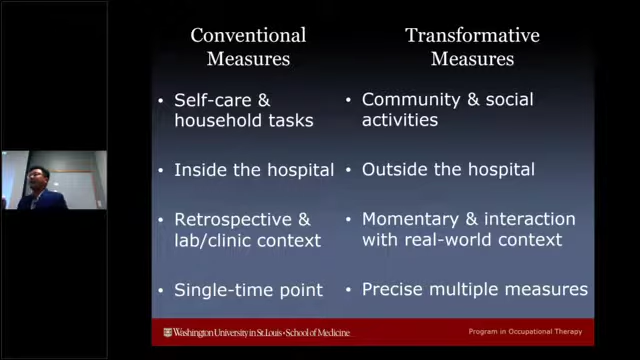 Conventional
Measures
• Self-care &
household tasks
• Inside the hospital
• Retrospective &
lab/clinic context
• Single-time point
Transformative
Measures
• Community & social
activities
• Outside the hospital
• Momentary & interaction
with real-world context
• Precise multiple measures
Washington University in St. Louis • School of Medicine
Program in Occupational Therapy